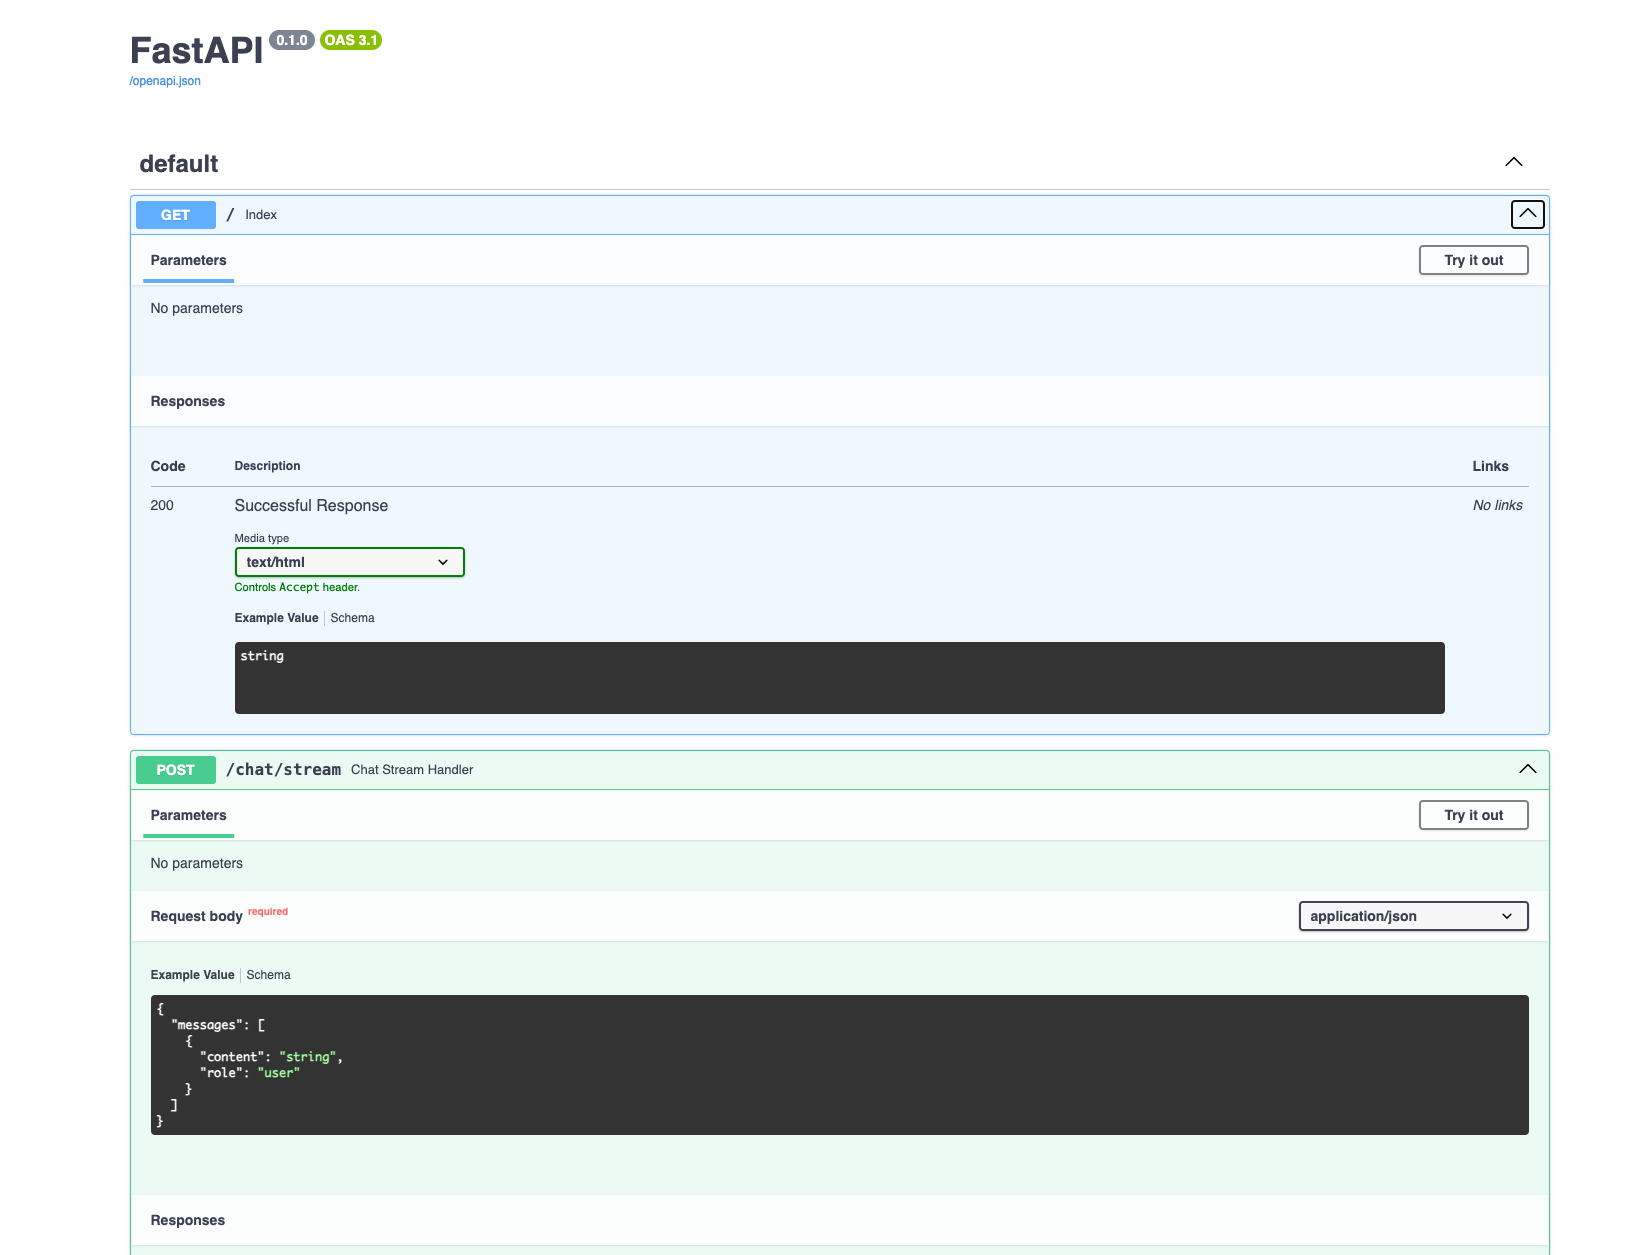 FastAPI 0.1.0 OAS 3.1
/openapi.json
default
GET / Index
Parameters Try it out
No parameters
Responses
Code Description Links
200 Successful Response No links
Media type
text/html
Controls Accept header.
Example Value Schema
string
POST /chat/stream Chat Stream Handler
Parameters Try it out
No parameters
Request body required application/json
Example Value Schema
{
  "messages": [
    {
      "content": "string",
      "role": "user"
    }
  ]
}
Responses